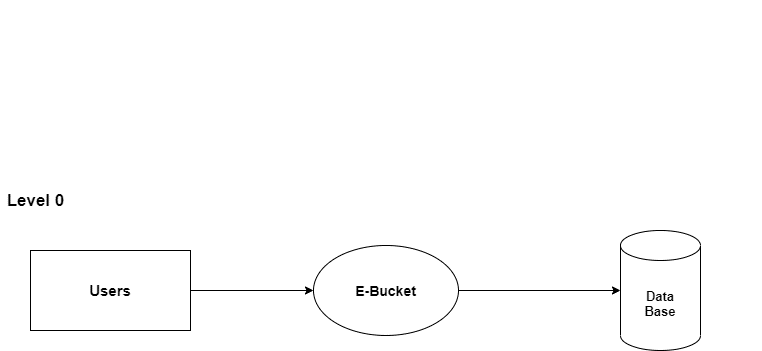 Level 0
Users
E-Bucket
Data
Base